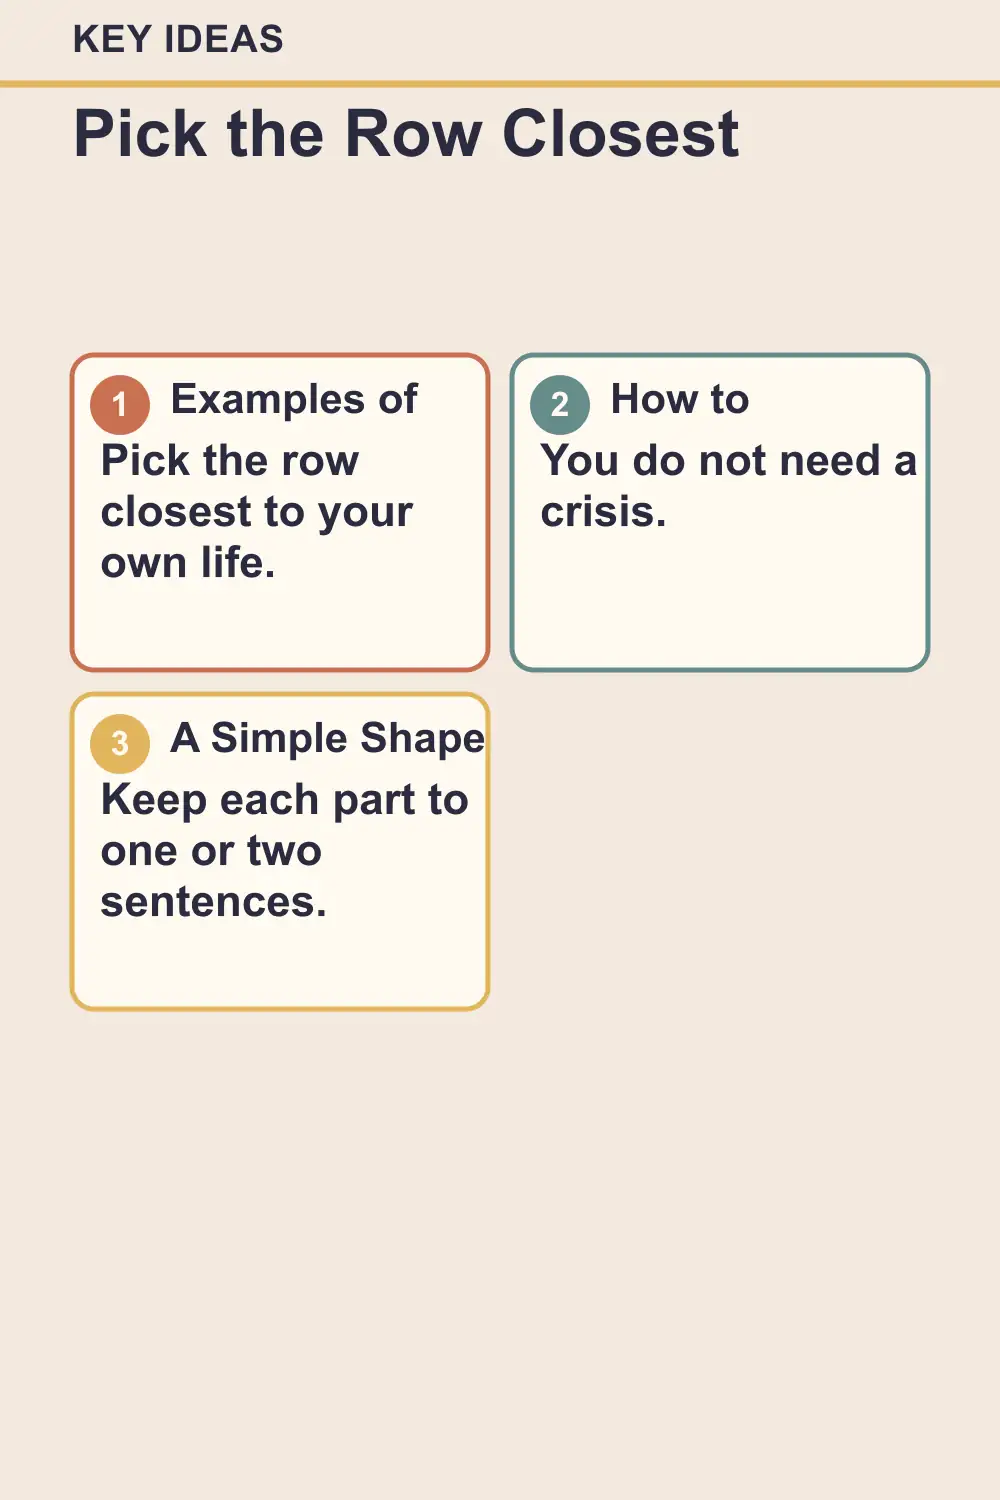 KEY IDEAS
Pick the Row Closest
1
Examples of
Pick the row
closest to your
own life.
2
How to
You do not need a
crisis.
3
A Simple Shape
Keep each part to
one or two
sentences.